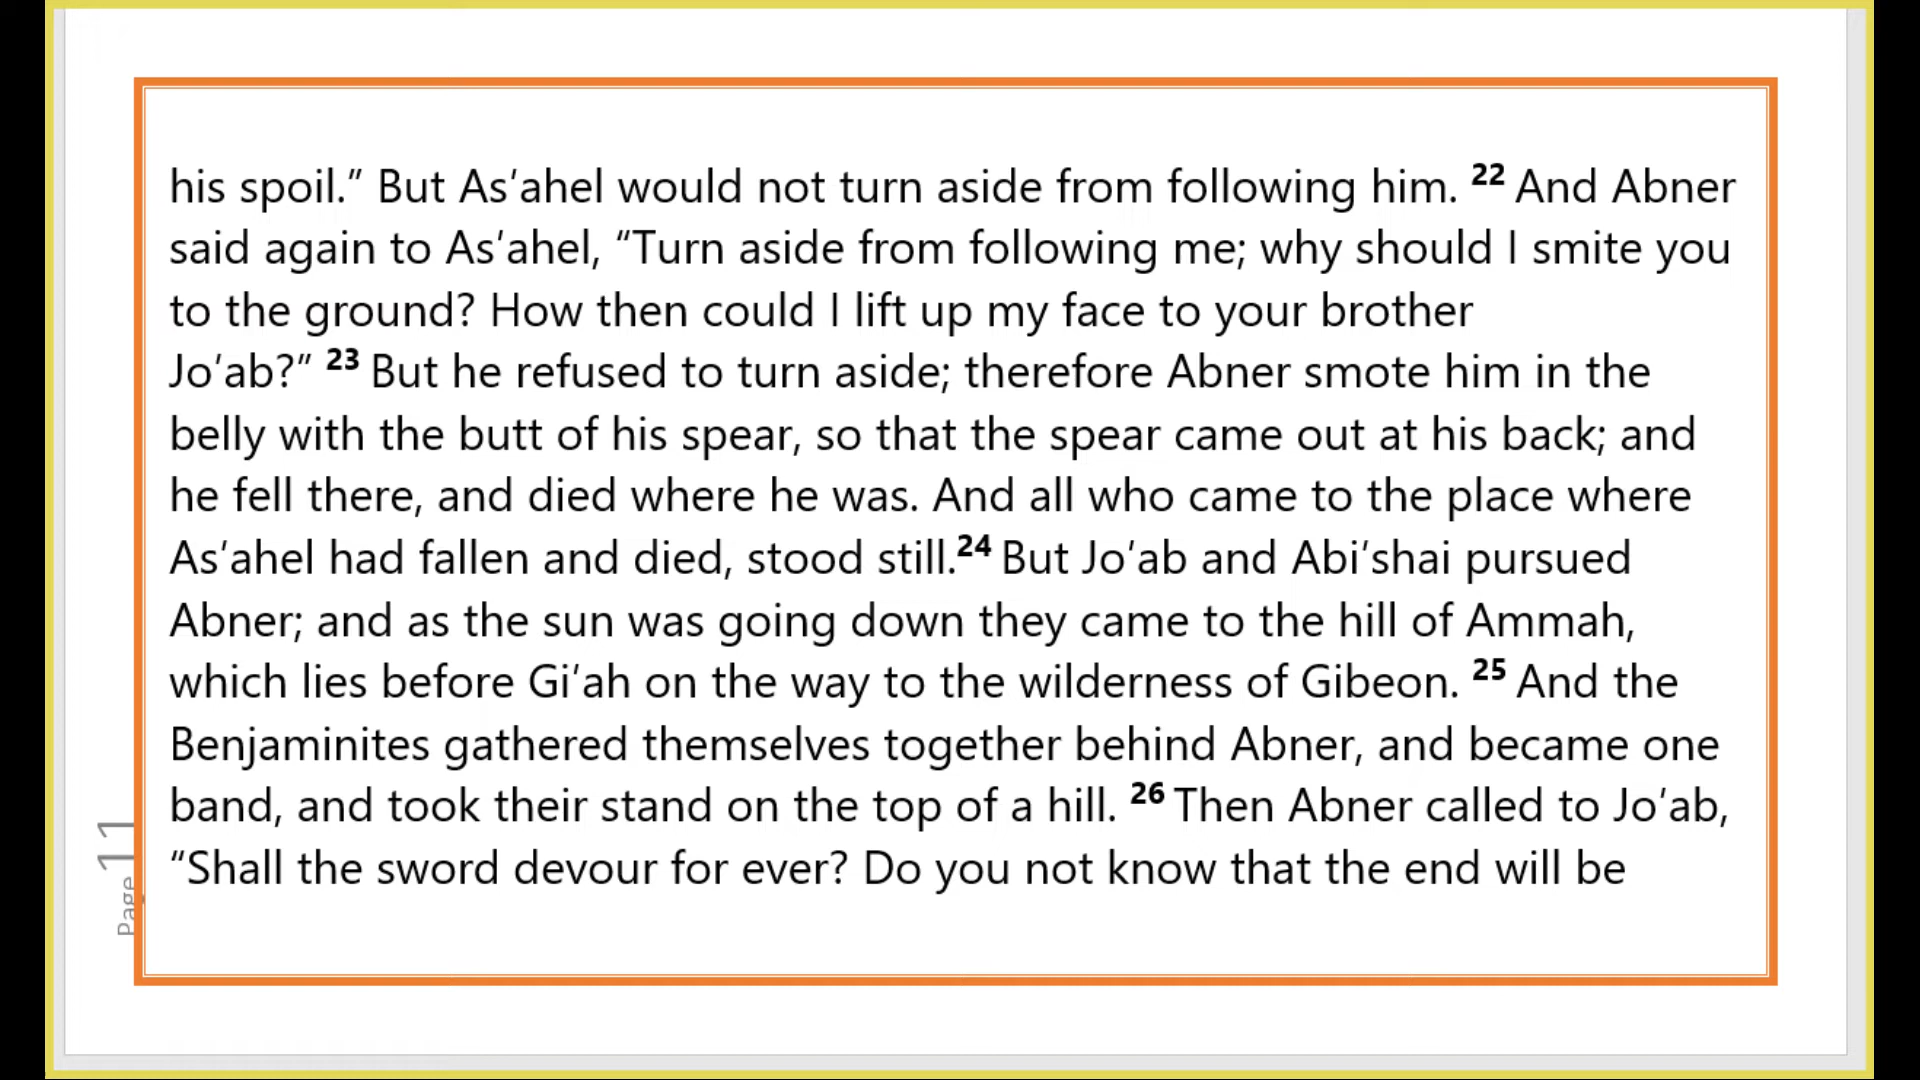 his spoil.” But As′ahel would not turn aside from following him. 22 And Abner
said again to As′ahel, “Turn aside from following me; why should I smite you
to the ground? How then could I lift up my face to your brother
Jo′ab?” 23 But he refused to turn aside; therefore Abner smote him in the
belly with the butt of his spear, so that the spear came out at his back; and
he fell there, and died where he was. And all who came to the place where
As′ahel had fallen and died, stood still.24 But Jo′ab and Abi′shai pursued
Abner; and as the sun was going down they came to the hill of Ammah,
which lies before Gi′ah on the way to the wilderness of Gibeon. 25 And the
Benjaminites gathered themselves together behind Abner, and became one
band, and took their stand on the top of a hill. 26 Then Abner called to Jo′ab,
“Shall the sword devour for ever? Do you not know that the end will be
Page 11